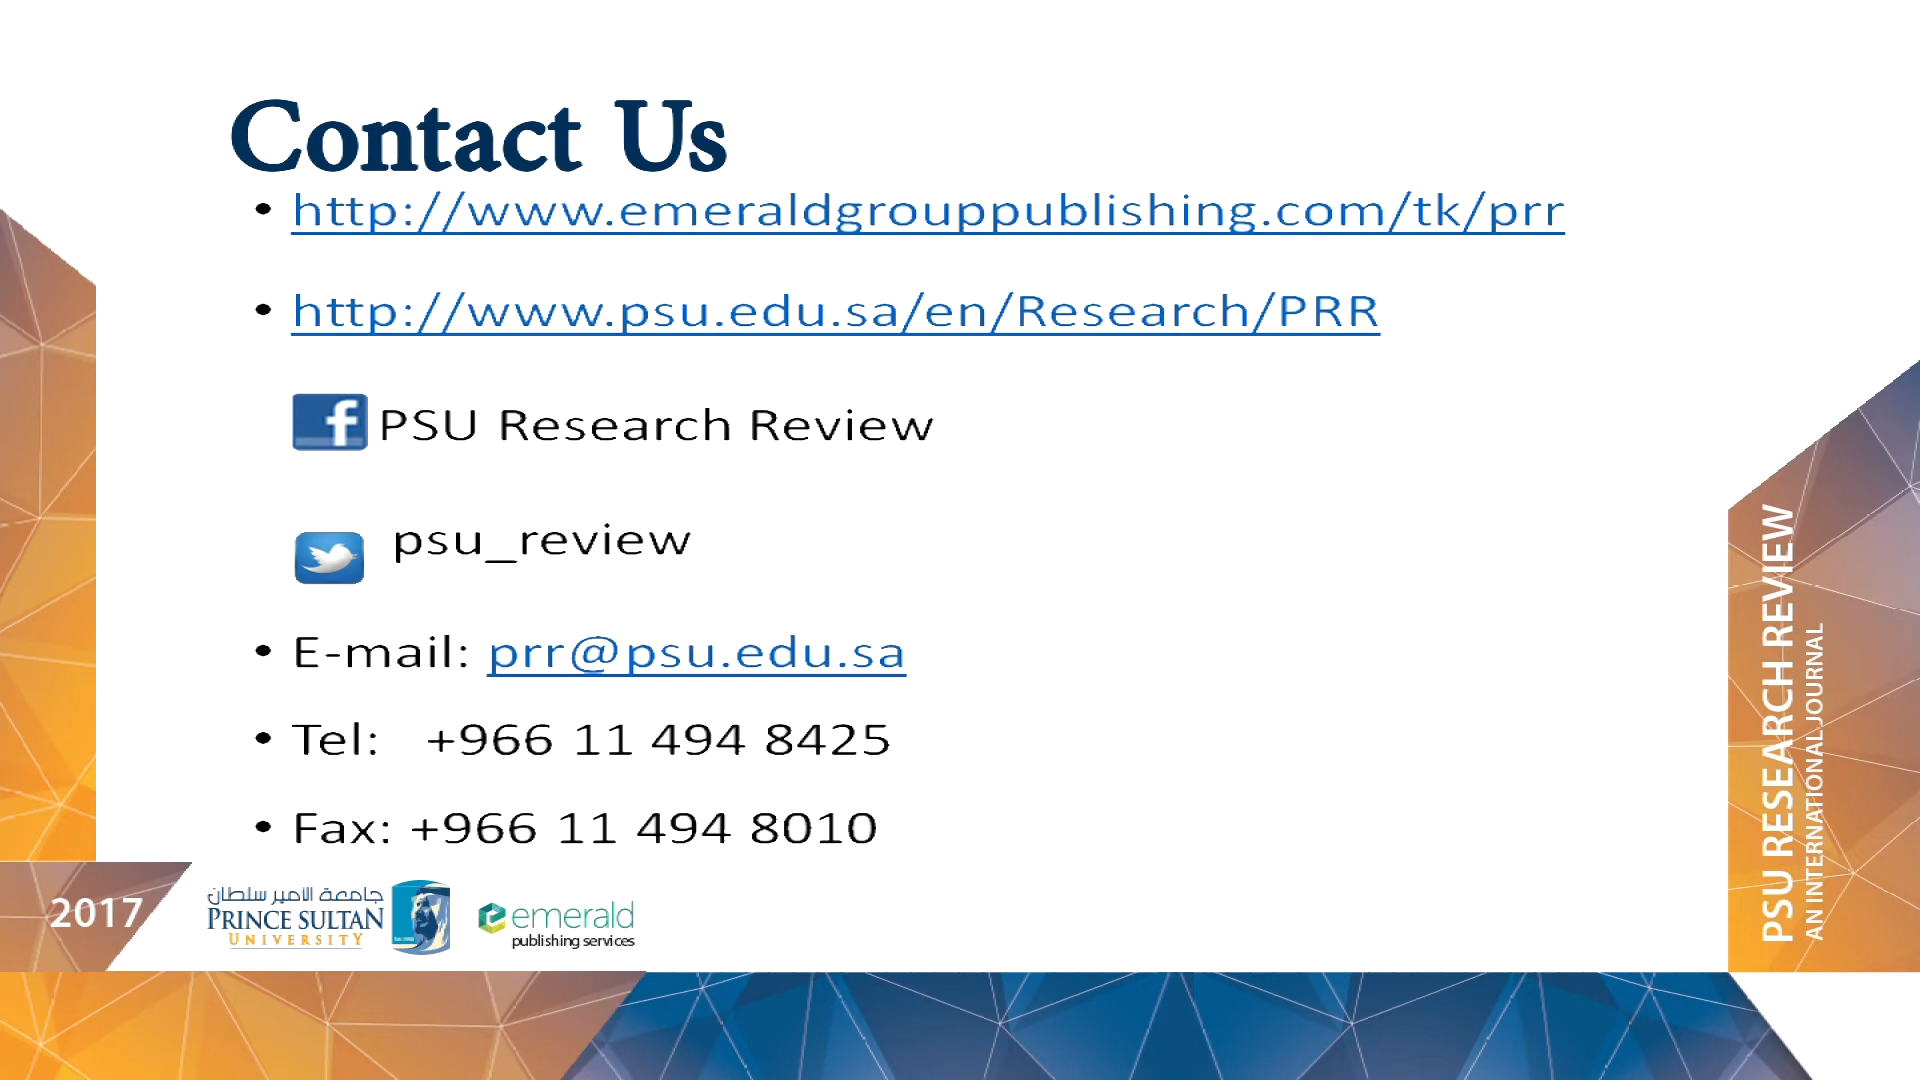 Contact Us
• http://www.emeraldgrouppublishing.com/tk/prr
• http://www.psu.edu.sa/en/Research/PRR
f PSU Research Review
psu_review
• E-mail: prr@psu.edu.sa
• Tel: +966 11 494 8425
• Fax: +966 11 494 8010
2017
جامعة الأمير سلطان
PRINCE SULTAN
UNIVERSITY
emerald
publishing services
PSU RESEARCH REVIEW
AN INTERNATIONAL JOURNAL